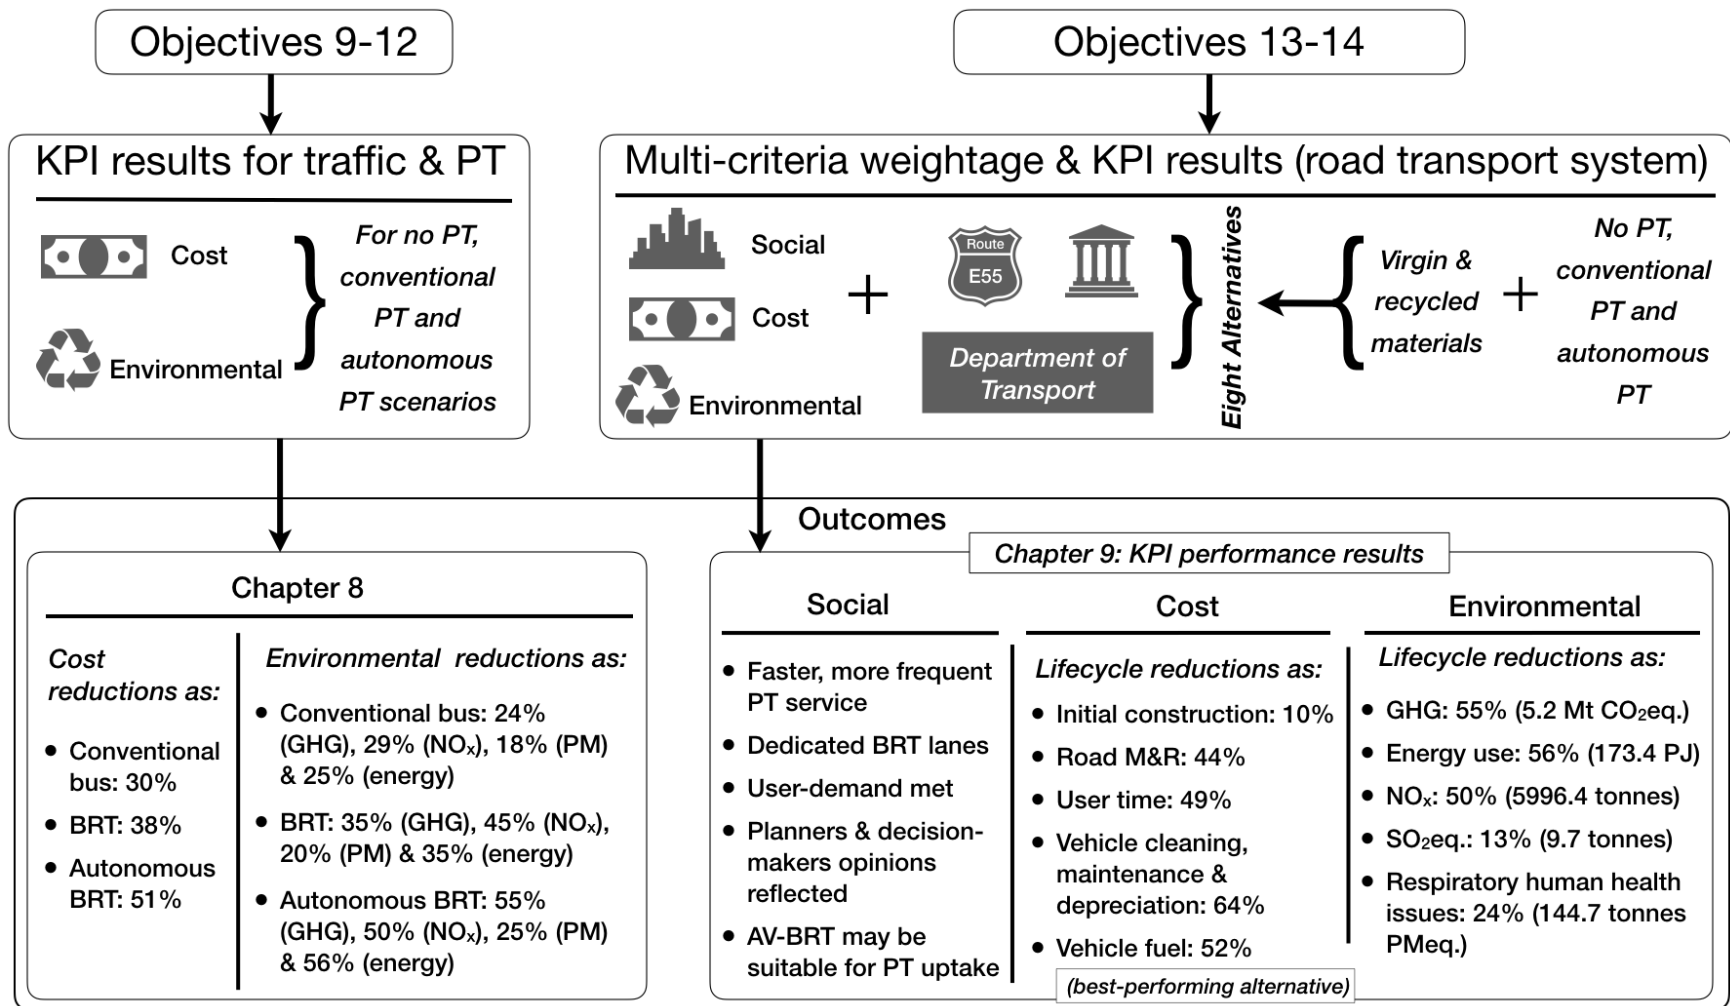 Objectives 9-12
KPI results for traffic & PT
Cost
Environmental
For no PT,
conventional
PT and
autonomous
PT scenarios
Objectives 13-14
Multi-criteria weightage & KPI results (road transport system)
Social
Cost
Environmental
Route
E55
Department of
Transport
Eight Alternatives
Virgin &
recycled
materials
No PT,
conventional
PT and
autonomous
PT
Outcomes
Chapter 8
Cost
reductions as:
• Conventional
bus: 30%
• BRT: 38%
• Autonomous
BRT: 51%
Environmental reductions as:
• Conventional bus: 24%
(GHG), 29% (NOₓ), 18% (PM)
& 25% (energy)
• BRT: 35% (GHG), 45% (NOₓ),
20% (PM) & 35% (energy)
• Autonomous BRT: 55%
(GHG), 50% (NOₓ), 25% (PM)
& 56% (energy)
Chapter 9: KPI performance results
Social
• Faster, more frequent
PT service
• Dedicated BRT lanes
• User-demand met
• Planners & decision-
makers opinions
reflected
• AV-BRT may be
suitable for PT uptake
Cost
Lifecycle reductions as:
• Initial construction: 10%
• Road M&R: 44%
• User time: 49%
• Vehicle cleaning,
maintenance &
depreciation: 64%
• Vehicle fuel: 52%
(best-performing alternative)
Environmental
Lifecycle reductions as:
• GHG: 55% (5.2 Mt CO₂eq.)
• Energy use: 56% (173.4 PJ)
• NOₓ: 50% (5996.4 tonnes)
• SO₂eq.: 13% (9.7 tonnes)
• Respiratory human health
issues: 24% (144.7 tonnes
PMeq.)